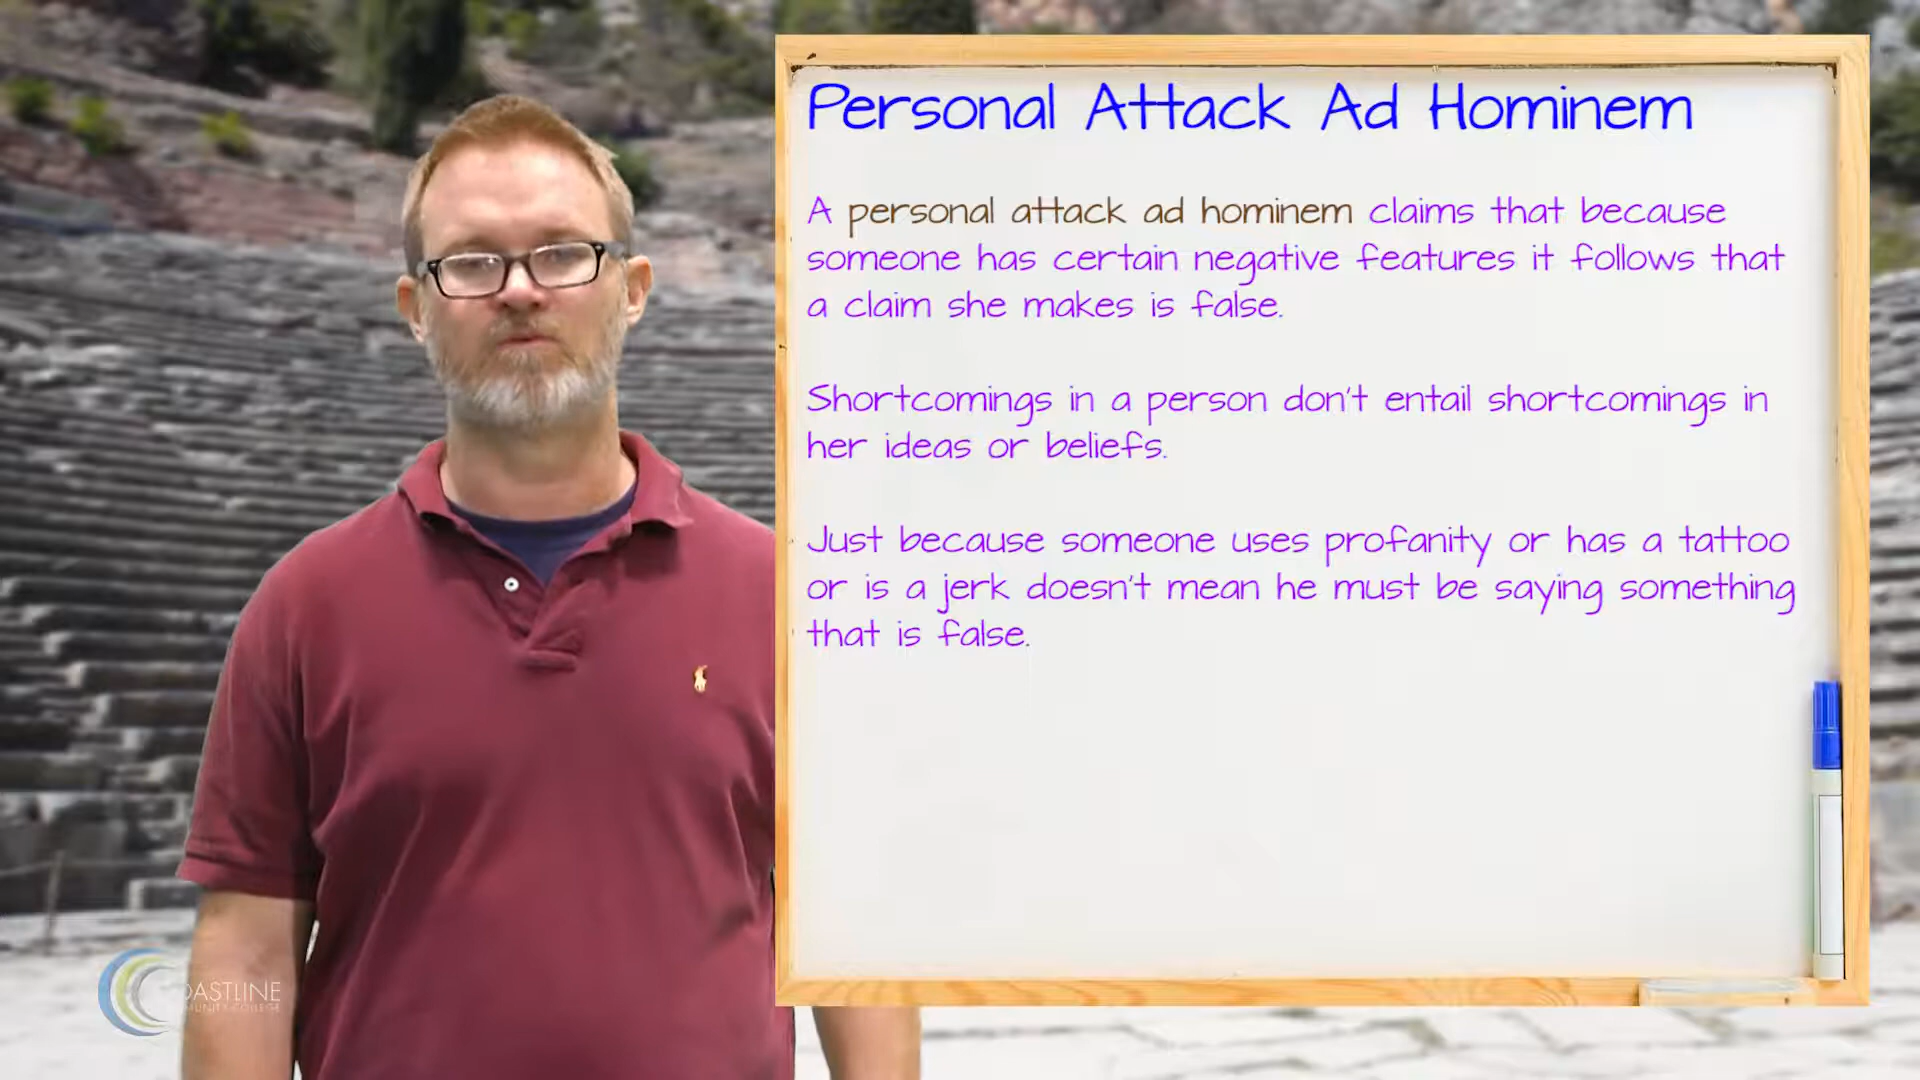 Personal Attack Ad Hominem
A personal attack ad hominem claims that because
someone has certain negative features it follows that
a claim she makes is false.
Shortcomings in a person don't entail shortcomings in
her ideas or beliefs.
Just because someone uses profanity or has a tattoo
or is a jerk doesn't mean he must be saying something
that is false.